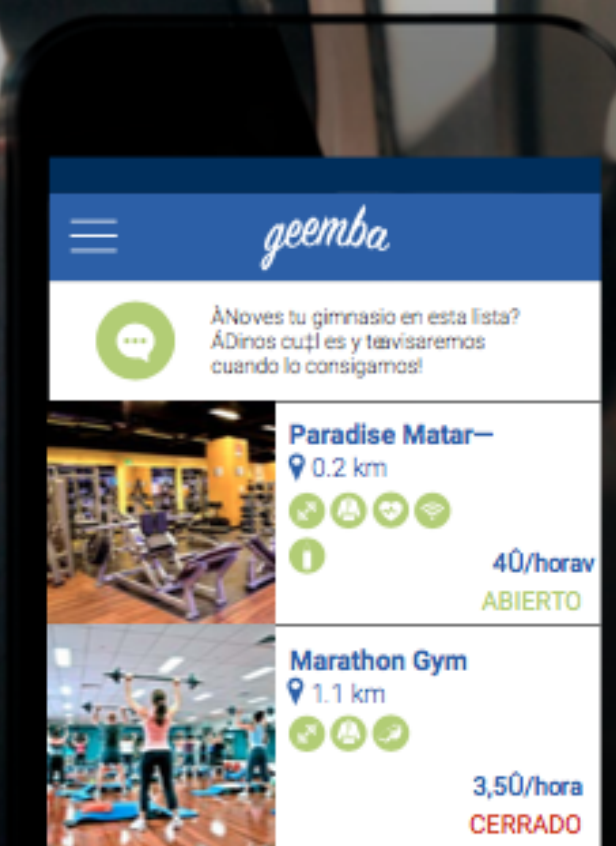 geemba
ÀNoves tu gimnasio en esta lista?
ÁDinos cu‡l es y teavisaremos
cuando lo consigamos!
Paradise Matar—
0.2 km
4Û/horav
ABIERTO
Marathon Gym
1.1 km
3,5Û/hora
CERRADO